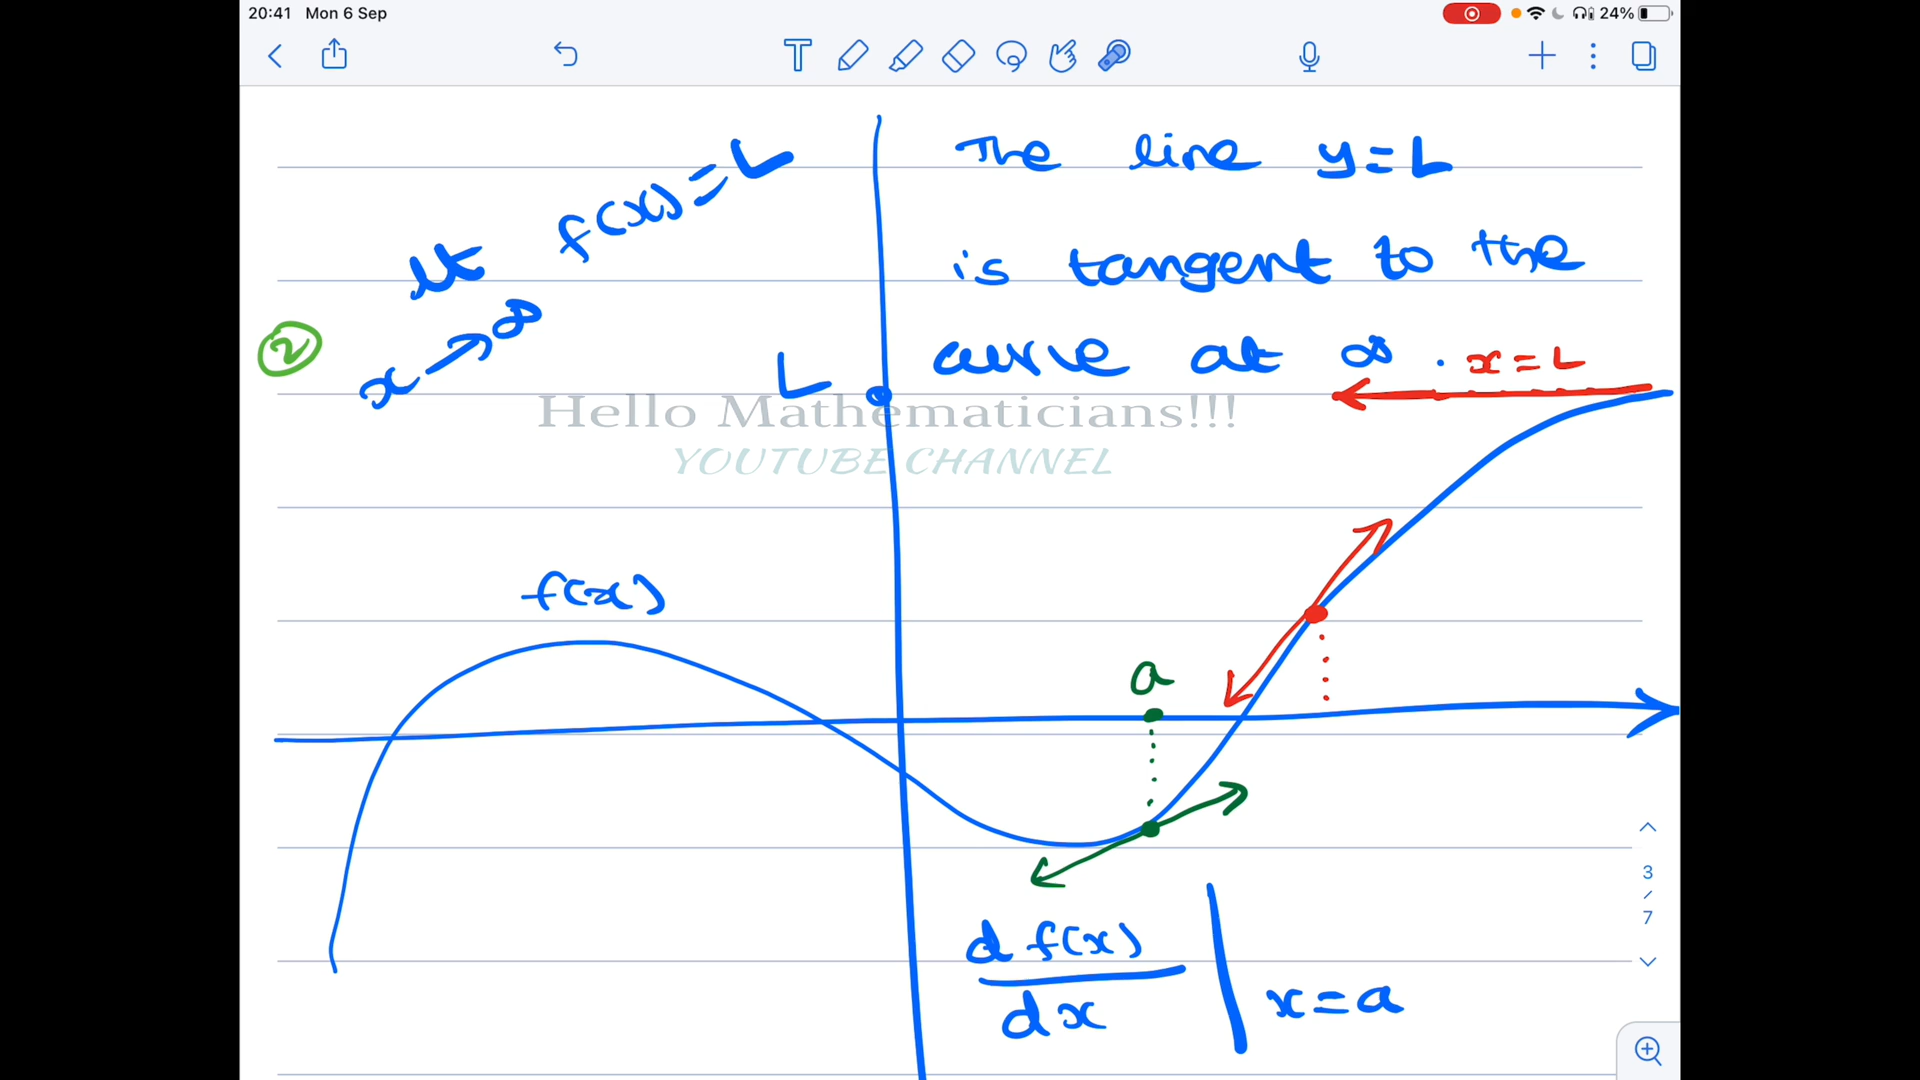 20:41 Mon 6 Sep
24%
T
lt f(x) = L
x → ∞
2
The line y = L
is tangent to the
curve at ∞ .
x = L
L
Hello Mathematicians!!!
YOUTUBE CHANNEL
f(x)
a
d f(x)
dx
x = a
3
/
7